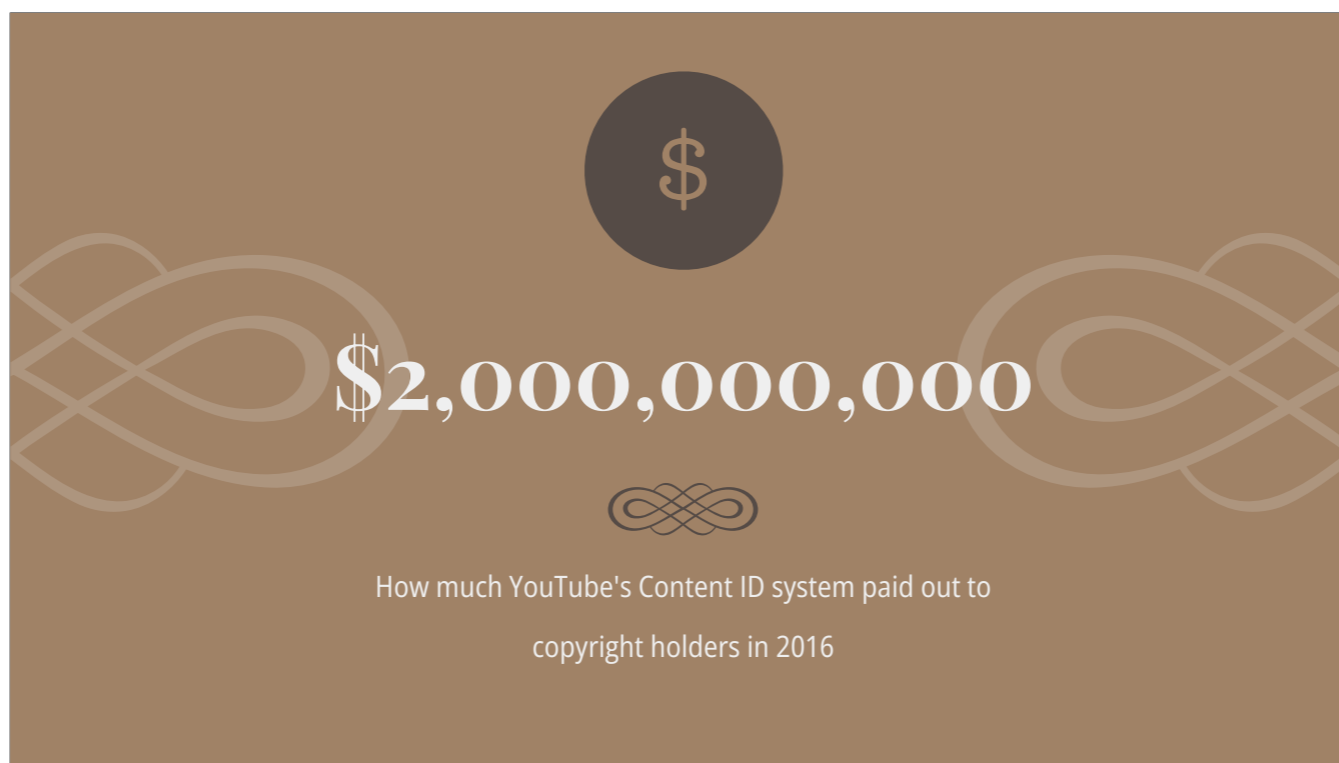 $
$2,000,000,000
How much YouTube's Content ID system paid out to
copyright holders in 2016